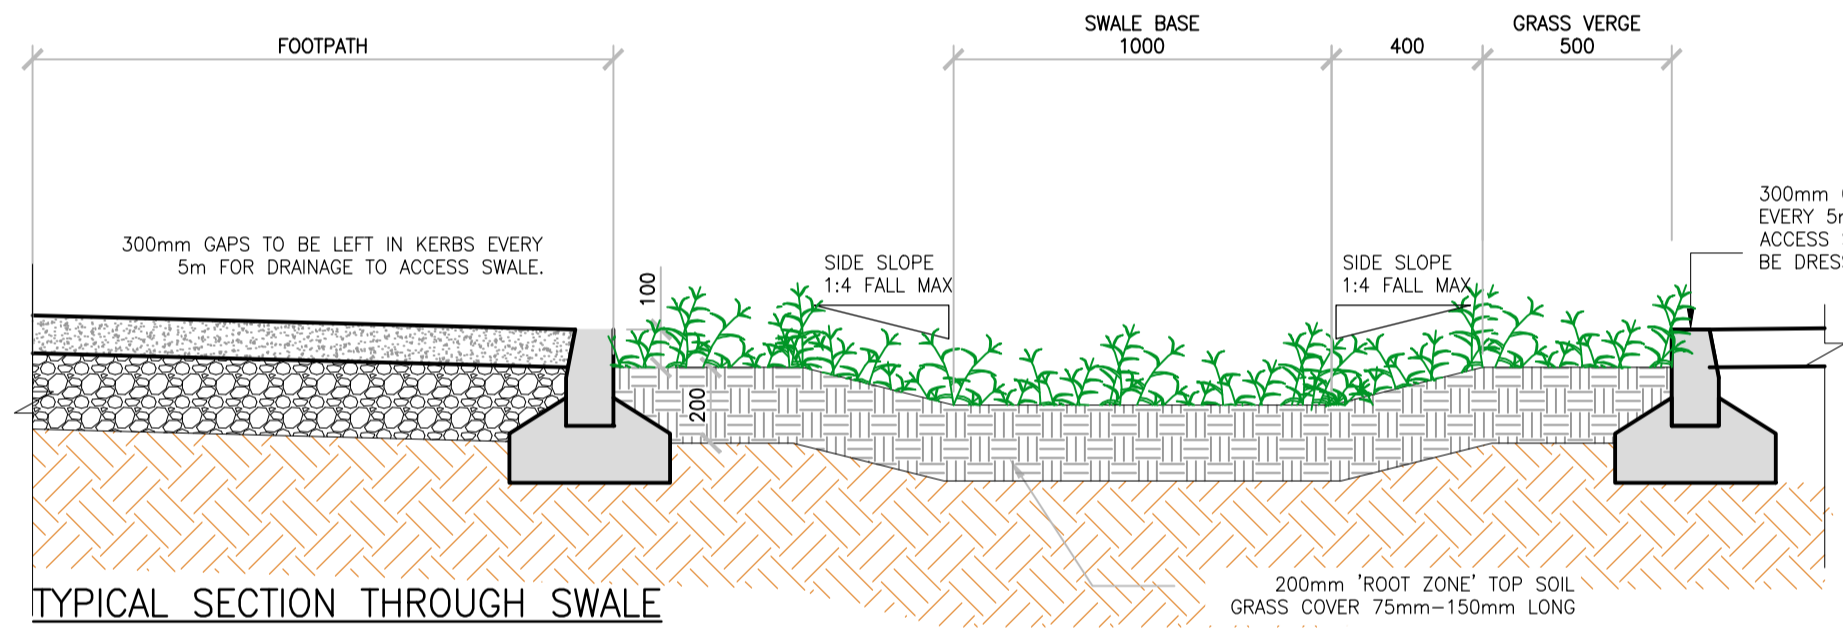 FOOTPATH
SWALE BASE
1000
400
GRASS VERGE
500
300mm GAPS TO BE LEFT IN KERBS EVERY
5m FOR DRAINAGE TO ACCESS SWALE.
100
200
SIDE SLOPE
1:4 FALL MAX
SIDE SLOPE
1:4 FALL MAX
300mm
EVERY 5m
ACCESS
BE
200mm 'ROOT ZONE' TOP SOIL
GRASS COVER 75mm-150mm LONG
TYPICAL SECTION THROUGH SWALE